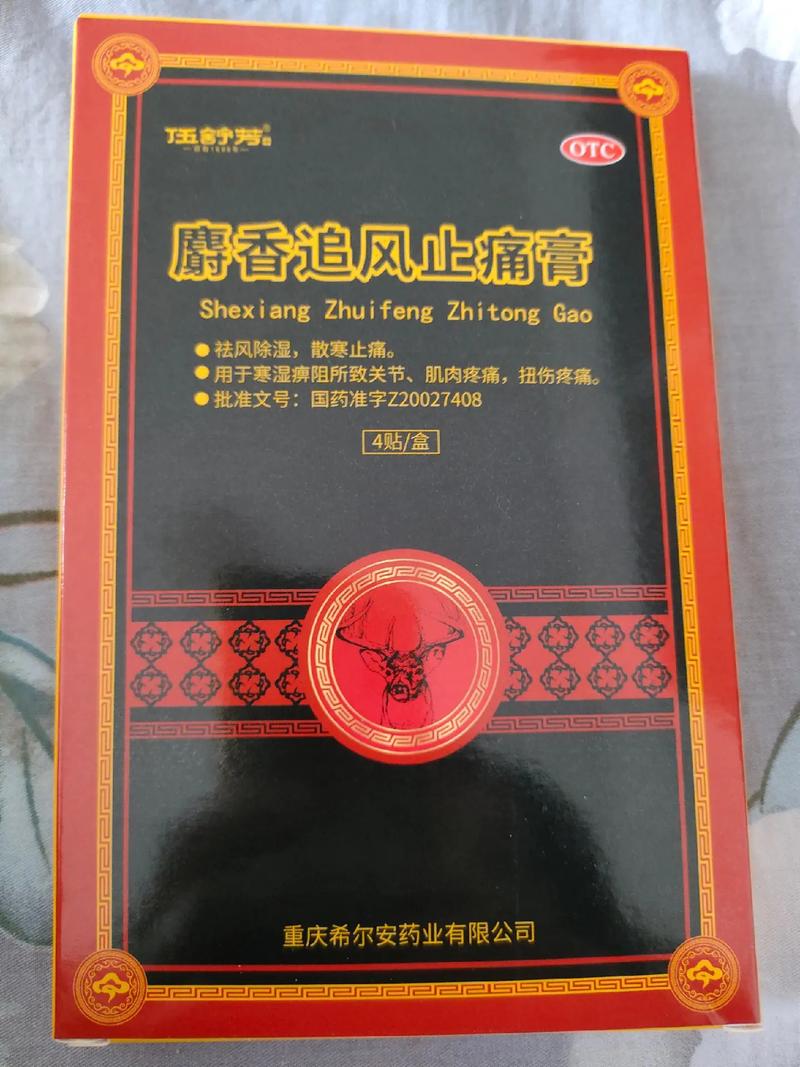 伍舒芳
OTC
麝香追风止痛膏
Shexiang Zhuifeng Zhitong Gao
●祛风除湿，散寒止痛。
●用于寒湿痹阻所致关节、肌肉疼痛，扭伤疼痛。
●批准文号：国药准字Z20027408
4贴/盒
重庆希尔安药业有限公司